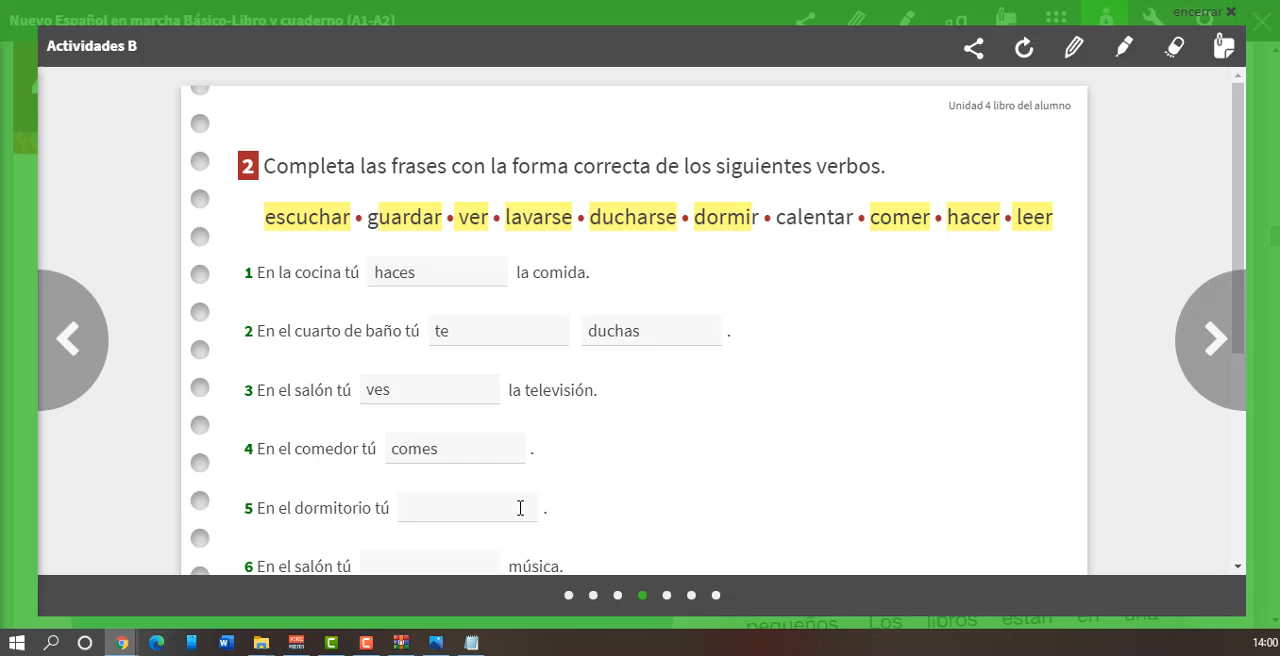 Nuevo Español en marcha Básico-Libro y cuaderno (A1-A2)
encerrar ×
Actividades B
Unidad 4 libro del alumno
2 Completa las frases con la forma correcta de los siguientes verbos.
escuchar • guardar • ver • lavarse • ducharse • dormir • calentar • comer • hacer • leer
1 En la cocina tú haces la comida.
2 En el cuarto de baño tú te duchas .
3 En el salón tú ves la televisión.
4 En el comedor tú comes .
5 En el dormitorio tú .
6 En el salón tú música.
pequeños. Los libros están en una
14:00